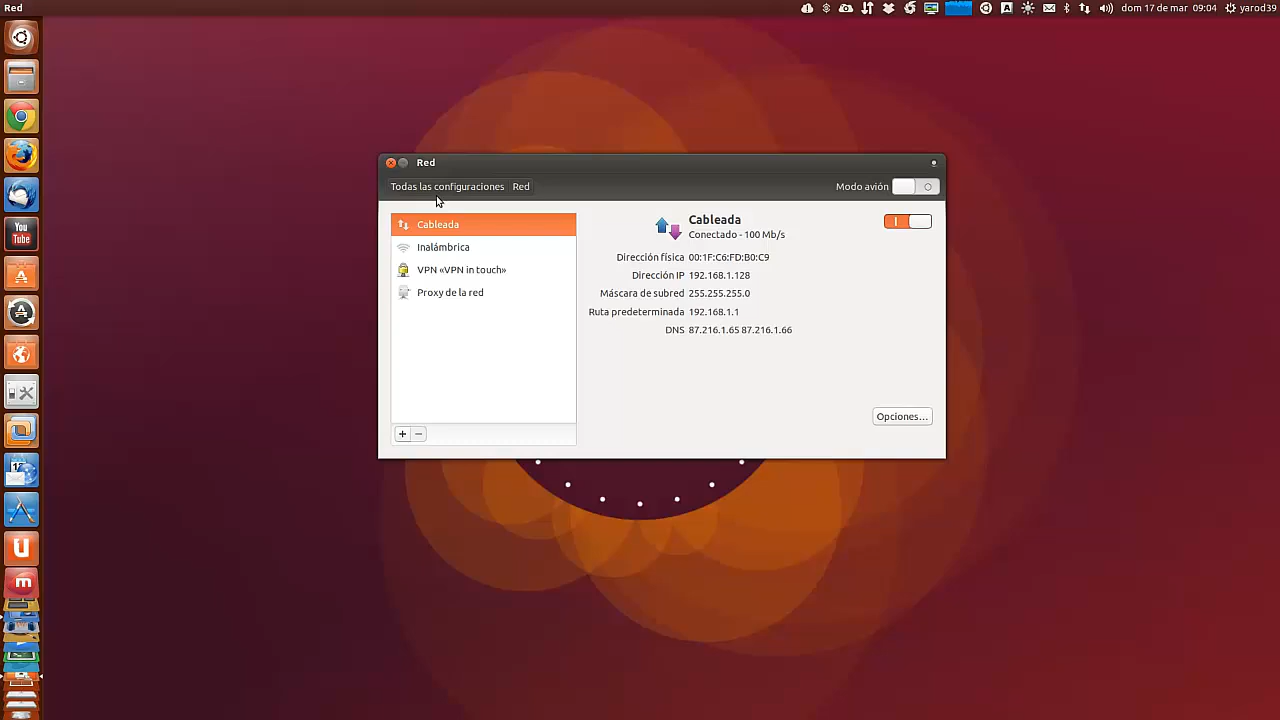 Red
dom 17 de mar 09:04 yarod39
Red
Todas las configuraciones Red
Modo avión
Cableada
Inalámbrica
VPN «VPN in touch»
Proxy de la red
Cableada
Conectado - 100 Mb/s
Dirección física 00:1F:C6:FD:B0:C9
Dirección IP 192.168.1.128
Máscara de subred 255.255.255.0
Ruta predeterminada 192.168.1.1
DNS 87.216.1.65 87.216.1.66
Opciones...
You
Tube